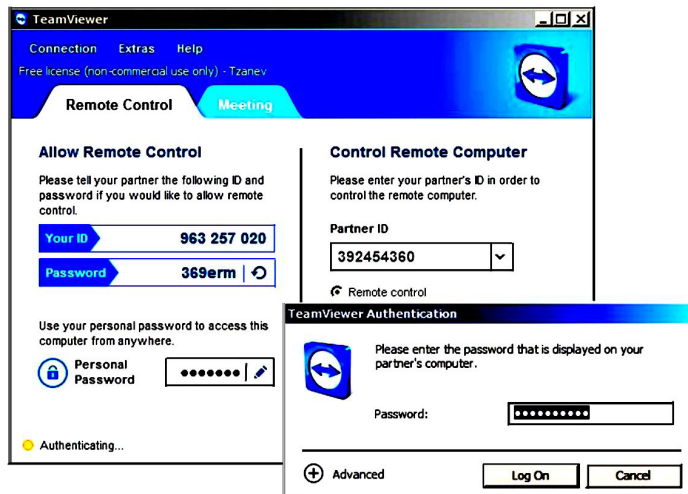 TeamViewer
Connection Extras Help
Free license (non-commercial use only) - Tzanev
Remote Control Meeting
Allow Remote Control
Please tell your partner the following ID and
password if you would like to allow remote
control.
Your ID 963 257 020
Password 369erm
Use your personal password to access this
computer from anywhere.
Personal
Password
Authenticating...
Control Remote Computer
Please enter your partner's ID in order to
control the remote computer.
Partner ID
392454360
Remote control
TeamViewer Authentication
Please enter the password that is displayed on your
partner's computer.
Password:
Advanced Log On Cancel